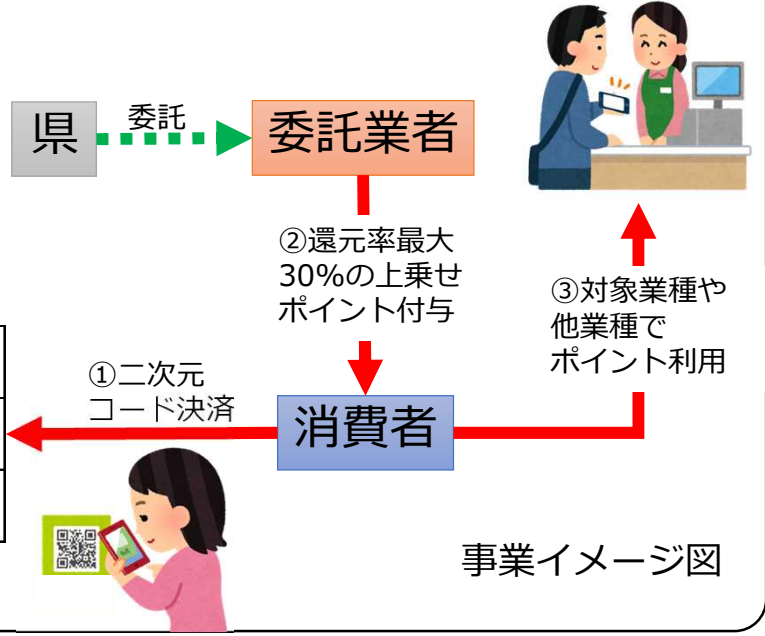 県
委託
委託業者
②還元率最大
30%の上乗せ
ポイント付与
③対象業種や
他業種で
ポイント利用
①二次元
コード決済
消費者
事業イメージ図